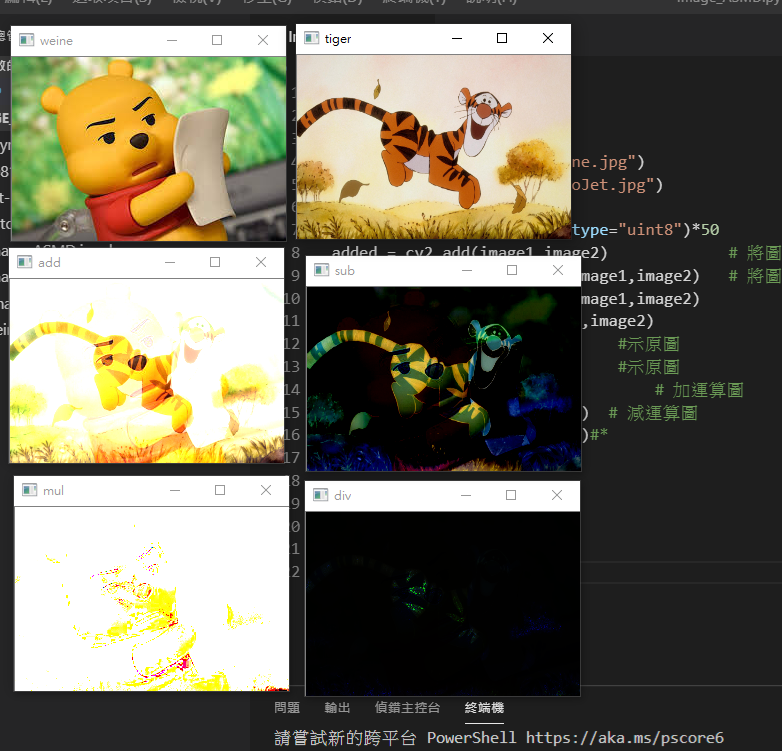 weine
tiger
ne.jpg")
oJet.jpg")
type="uint8")*50
8 added = cv2.add(image1,image2) # 將圖
add
sub
9 mage1,image2) # 將圖
10 mage1,image2)
11 ,image2)
12 #示原圖
13 #示原圖
14 # 加運算圖
15 ) # 減運算圖
16 )#*
17
mul
div
問題 輸出 偵錯主控台 終端機
請嘗試新的跨平台 PowerShell https://aka.ms/pscore6